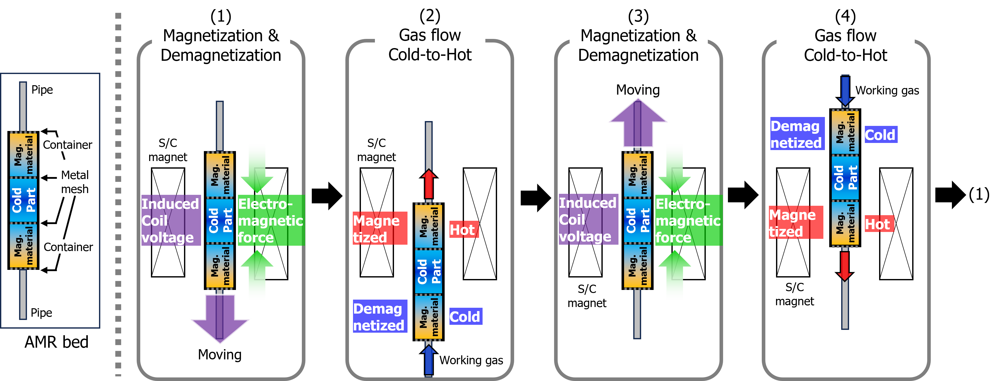 Pipe
Container
Mag.
material
Metal
mesh
Cold
Part
Mag.
material
Container
Pipe
AMR bed
(1)
Magnetization &
Demagnetization
S/C
magnet
Mag.
material
Induced
Coil
voltage
Cold
Part
Electro-
magnetic
force
Mag.
material
Moving
(2)
Gas flow
Cold-to-Hot
S/C
magnet
Magne
tized
Mag.
material
Hot
Cold
Part
Demag
netized
Mag.
material
Cold
Working gas
(3)
Magnetization &
Demagnetization
Moving
Mag.
material
Induced
Coil
voltage
Cold
Part
Electro-
magnetic
force
Mag.
material
S/C
magnet
(4)
Gas flow
Cold-to-Hot
Working gas
Demag
netized
Mag.
material
Cold
Cold
Part
Magne
tized
Mag.
material
Hot
S/C
magnet
(1)